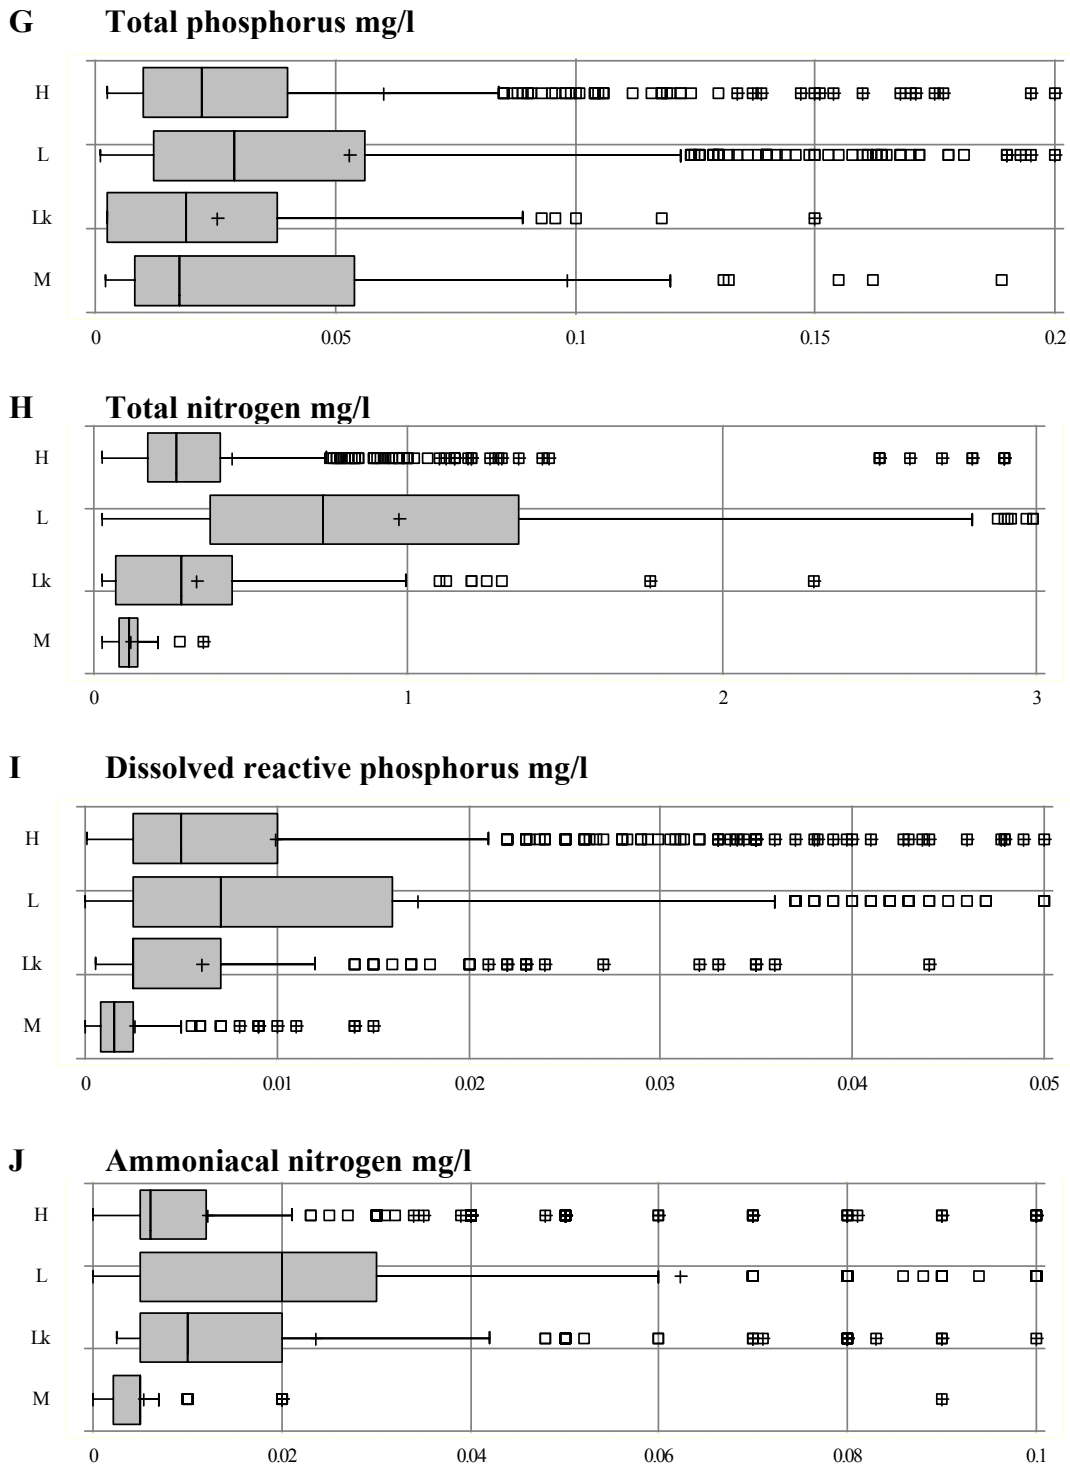 G Total phosphorus mg/l
H
L
Lk
M
0 0.05 0.1 0.15 0.2
H Total nitrogen mg/l
H
L
Lk
M
0 1 2 3
I Dissolved reactive phosphorus mg/l
H
L
Lk
M
0 0.01 0.02 0.03 0.04 0.05
J Ammoniacal nitrogen mg/l
H
L
Lk
M
0 0.02 0.04 0.06 0.08 0.1